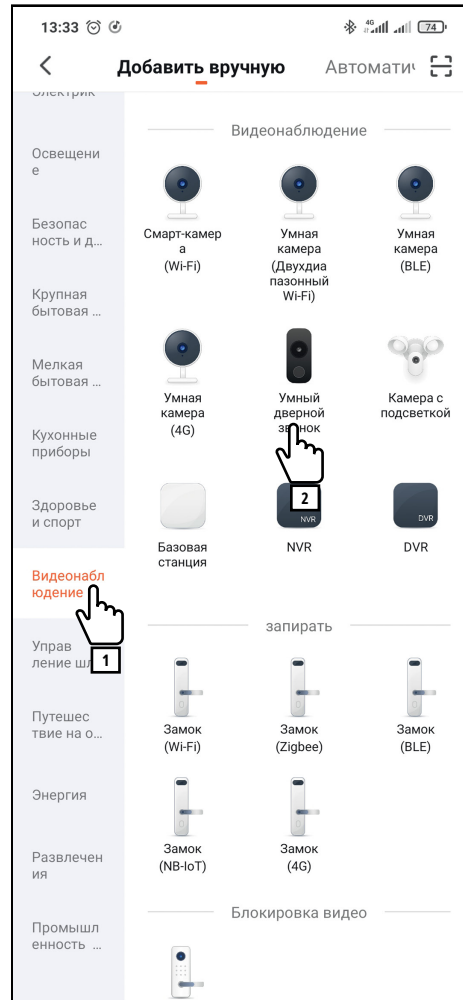 13:33
4G
74
Добавить вручную
Автоматич
Электрик
Освещени
е
Безопас
ность и д...
Крупная
бытовая ...
Мелкая
бытовая ...
Кухонные
приборы
Здоровье
и спорт
Видеонабл
юдение
1
Управ
ление шл
Путешес
твие на о...
Энергия
Развлечен
ия
Промышл
енность ...
Видеонаблюдение
Смарт-камер
а
(Wi-Fi)
Умная
камера
(Двухдиа
пазонный
Wi-Fi)
Умная
камера
(BLE)
Умная
камера
(4G)
Умный
дверной
звонок
2
Камера с
подсветкой
Базовая
станция
NVR
NVR
DVR
DVR
запирать
Замок
(Wi-Fi)
Замок
(Zigbee)
Замок
(BLE)
Замок
(NB-IoT)
Замок
(4G)
Блокировка видео